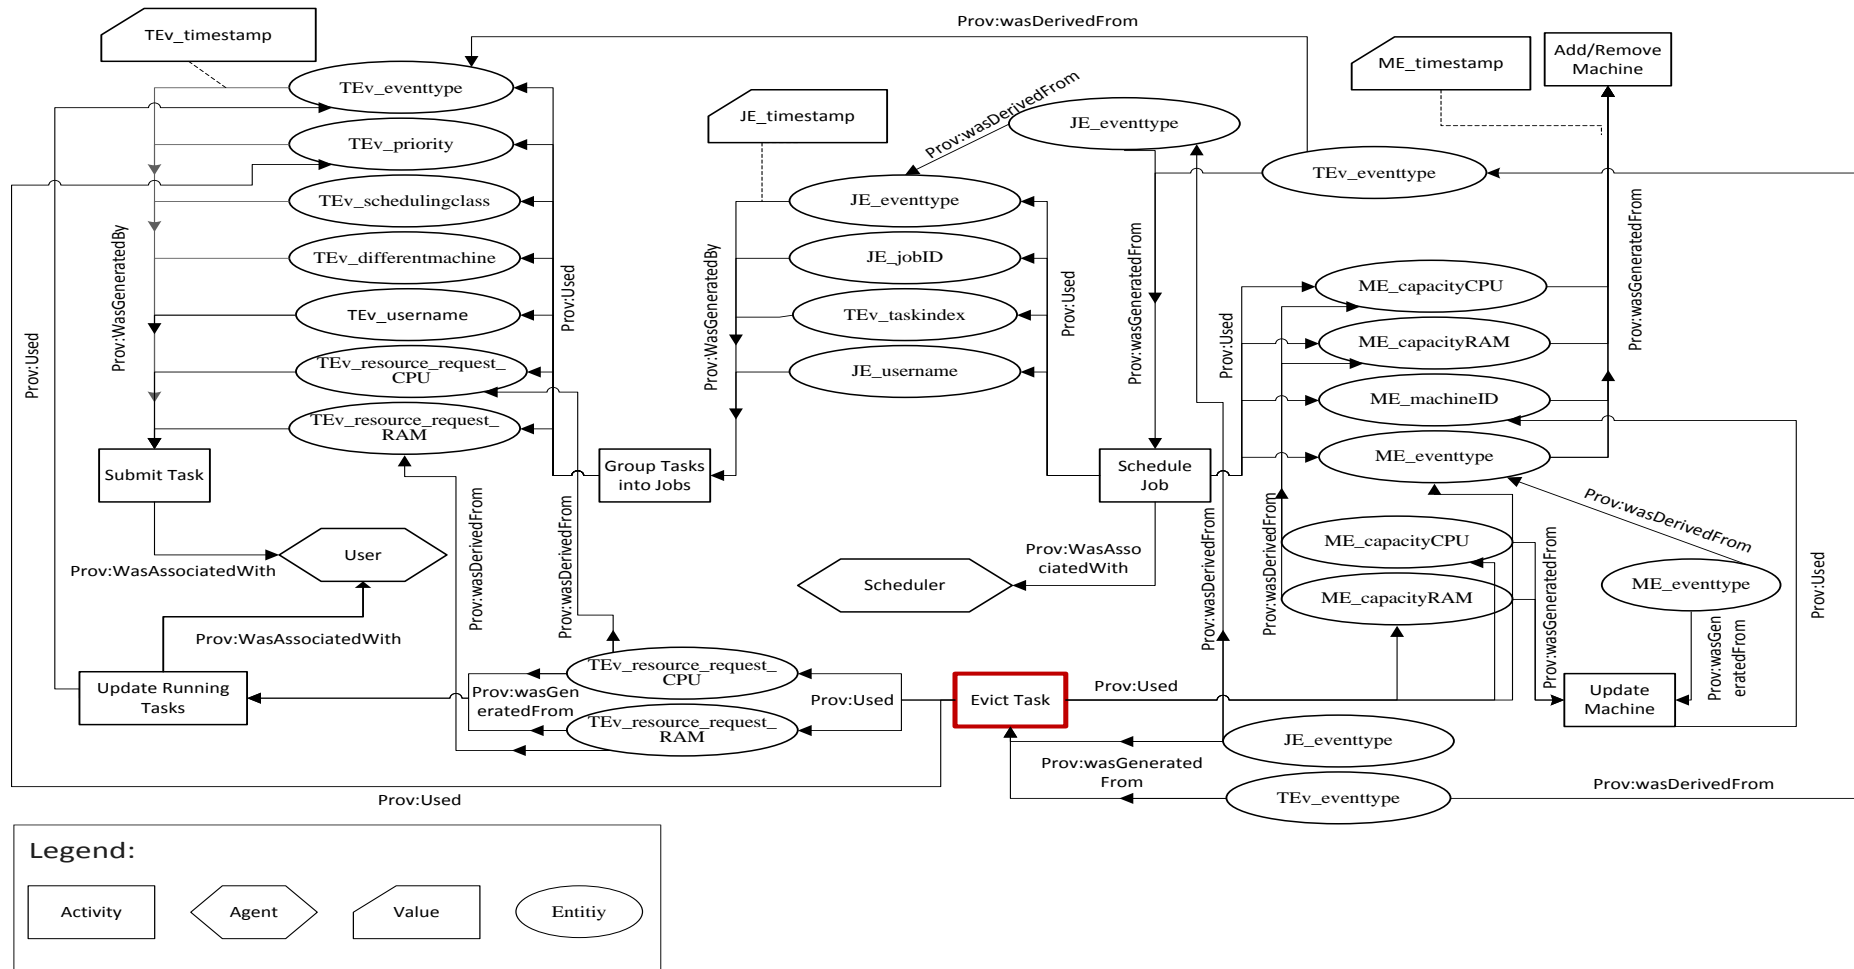 Prov:wasDerivedFrom
TEv_timestamp
TEv_eventtype
Prov:Used
TEv_priority
TEv_schedulingclass
TEv_differentmachine
TEv_username
TEv_resource_request_
CPU
TEv_resource_request_
RAM
Prov:WasGeneratedBy
Prov:Used
Submit Task
Prov:WasAssociatedWith
User
Prov:WasAssociatedWith
Update Running
Tasks
Group Tasks
into Jobs
Prov:wasDerivedFrom
Prov:wasDerivedFrom
JE_timestamp
Prov:wasDerivedFrom
JE_eventtype
JE_eventtype
JE_jobID
TEv_taskindex
JE_username
Prov:WasGeneratedBy
Prov:Used
Prov:wasGeneratedFrom
Schedule
Job
Prov:WasAsso
ciatedWith
Scheduler
ME_timestamp
Add/Remove
Machine
TEv_eventtype
Prov:wasGeneratedFrom
Prov:Used
ME_capacityCPU
ME_capacityRAM
ME_machineID
ME_eventtype
Prov:wasDerivedFrom
Prov:wasDerivedFrom
Prov:wasDerivedFrom
ME_capacityCPU
ME_capacityRAM
Prov:wasGeneratedFrom
ME_eventtype
Prov:wasGen
eratedFrom
Prov:Used
Update
Machine
TEv_resource_request_
CPU
Prov:wasGen
eratedFrom
TEv_resource_request_
RAM
Prov:Used
Evict Task
Prov:Used
JE_eventtype
Prov:wasGenerated
From
TEv_eventtype
Prov:wasDerivedFrom
Prov:Used
Legend:
Activity
Agent
Value
Entitiy